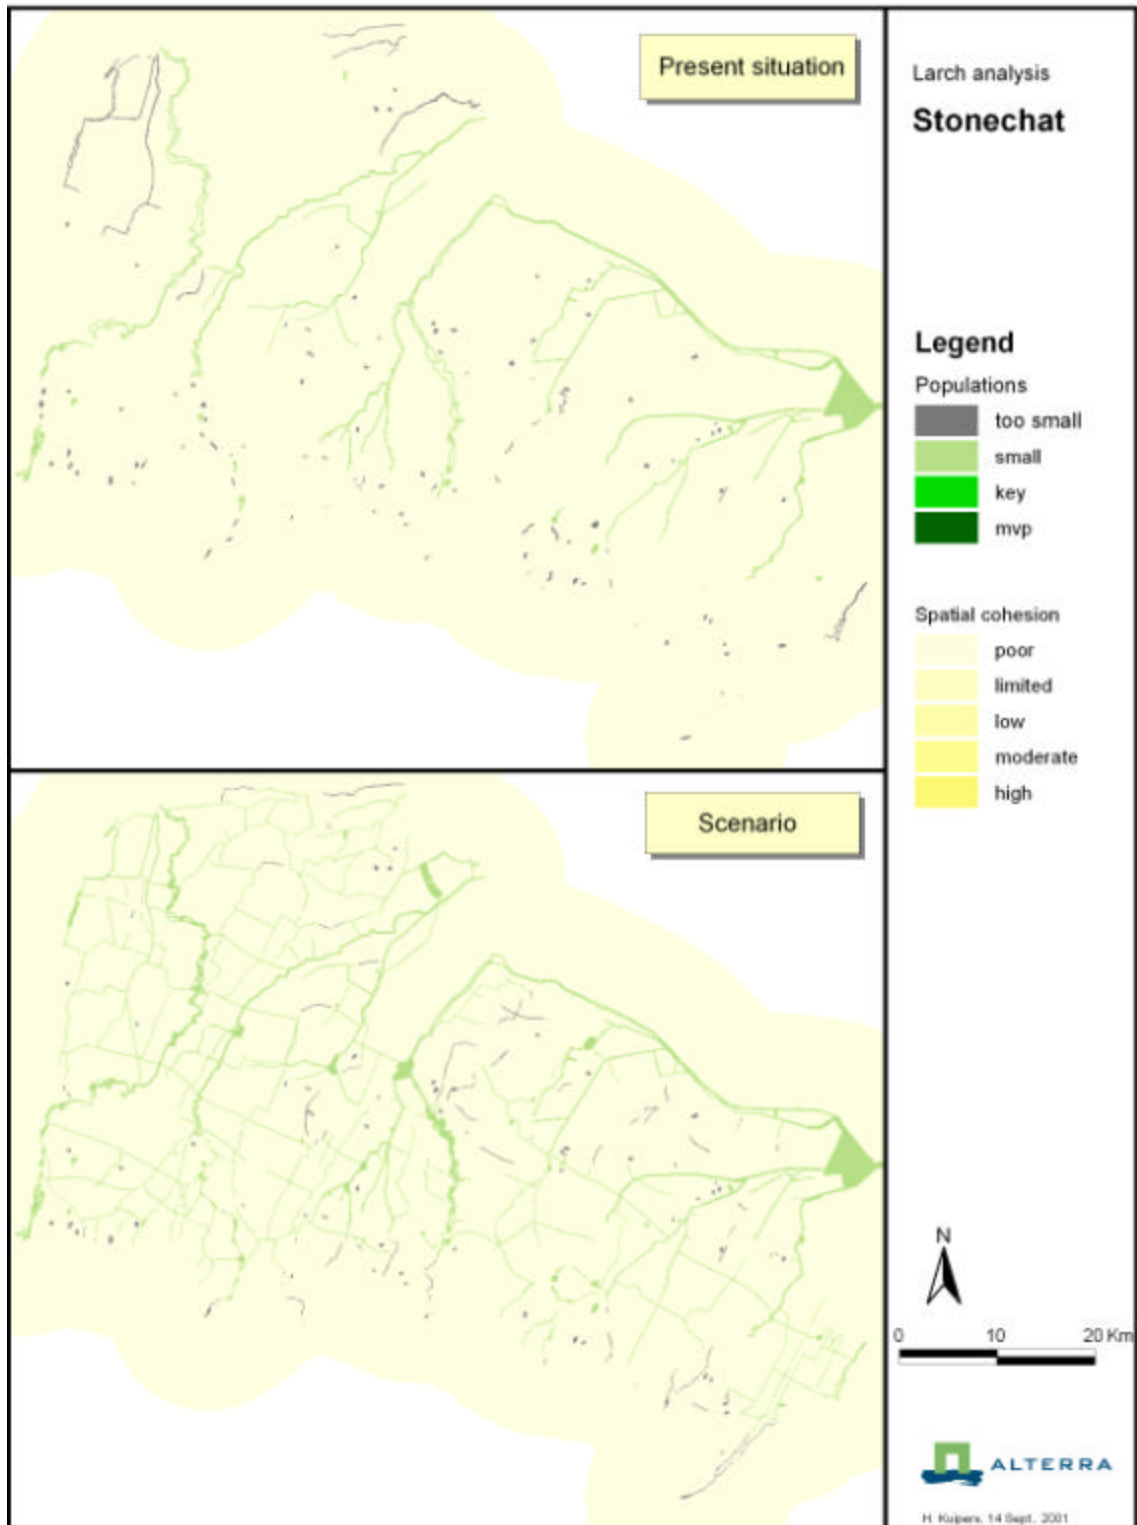 Present situation
Larch analysis
Stonechat
Legend
Populations
too small
small
key
mvp
Spatial cohesion
poor
limited
low
moderate
high
Scenario
N
0 10 20 Km
ALTERRA
H. Kuipers, 14 Sept., 2001